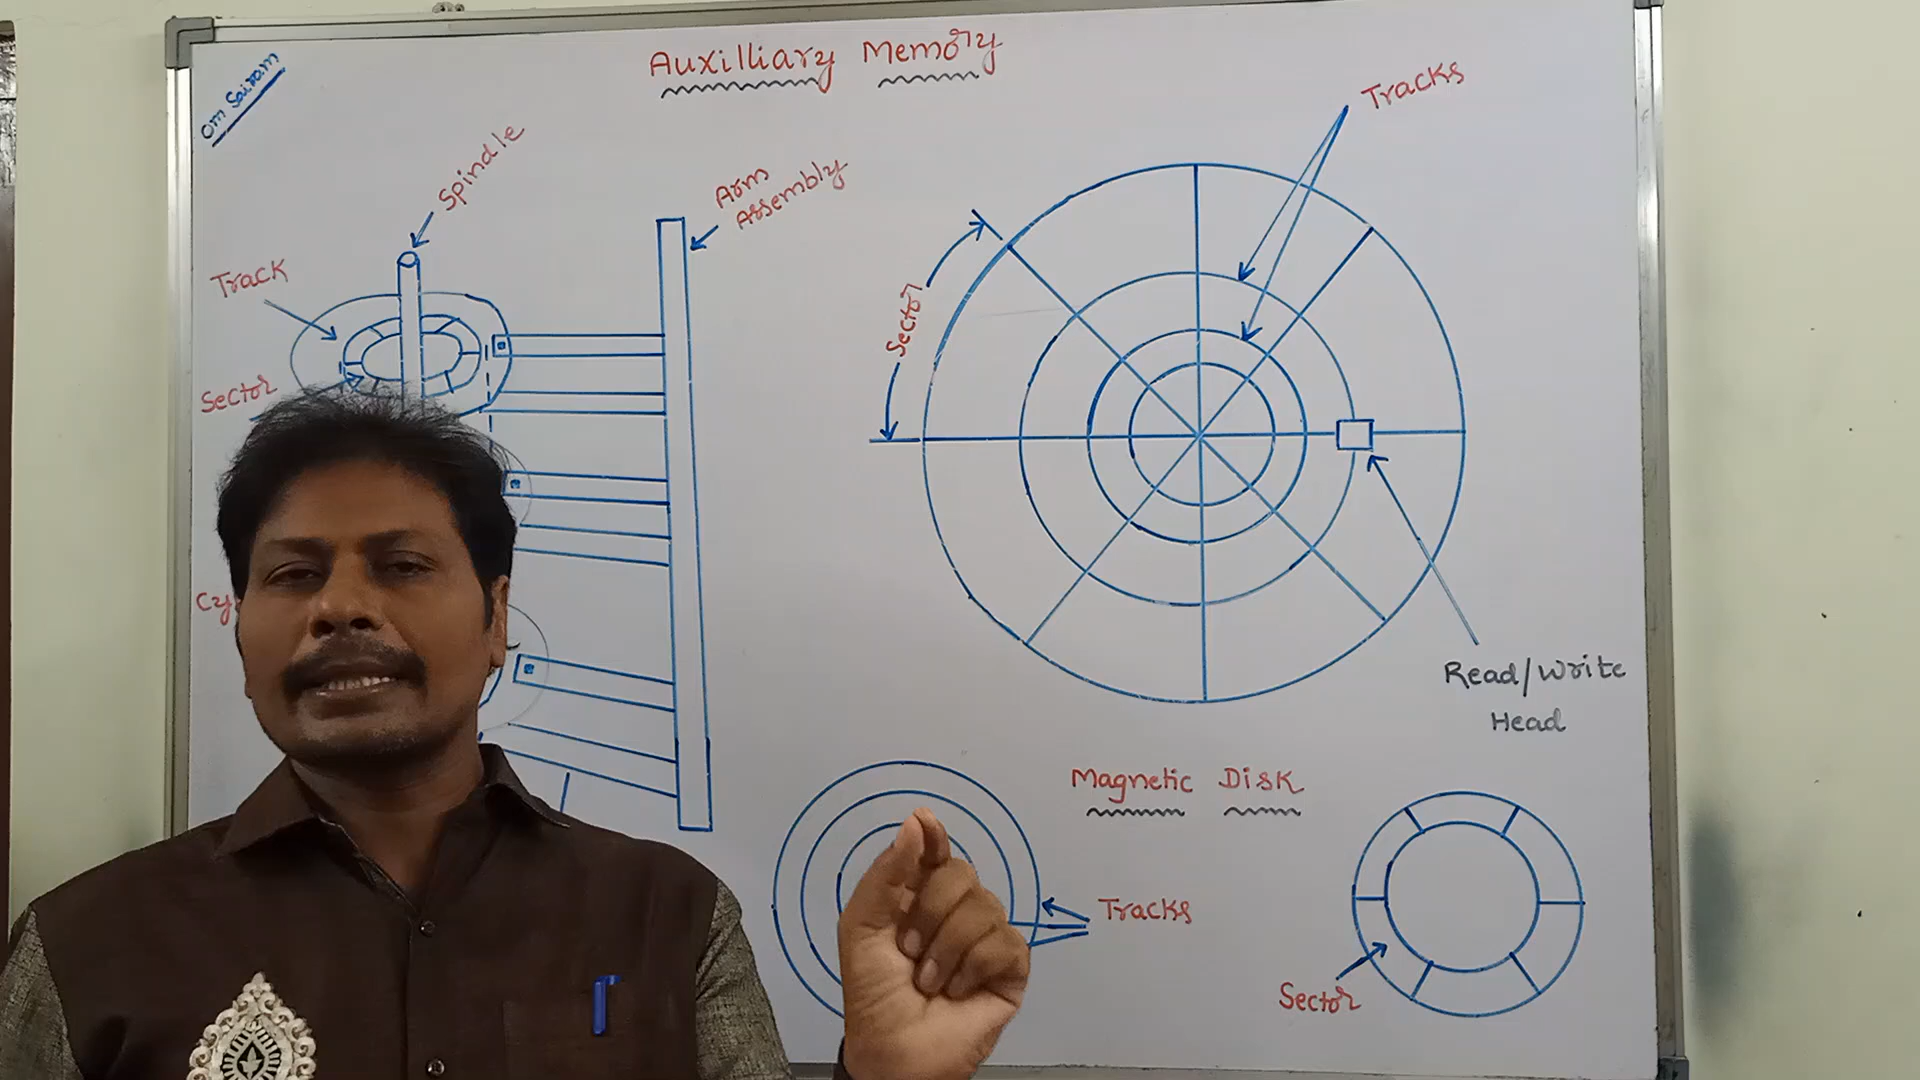 Om Sairam
Auxilliary Memory
Spindle
Arm
Assembly
Track
Sector
Tracks
Sector
Read/Write
Head
Magnetic Disk
Tracks
Sector